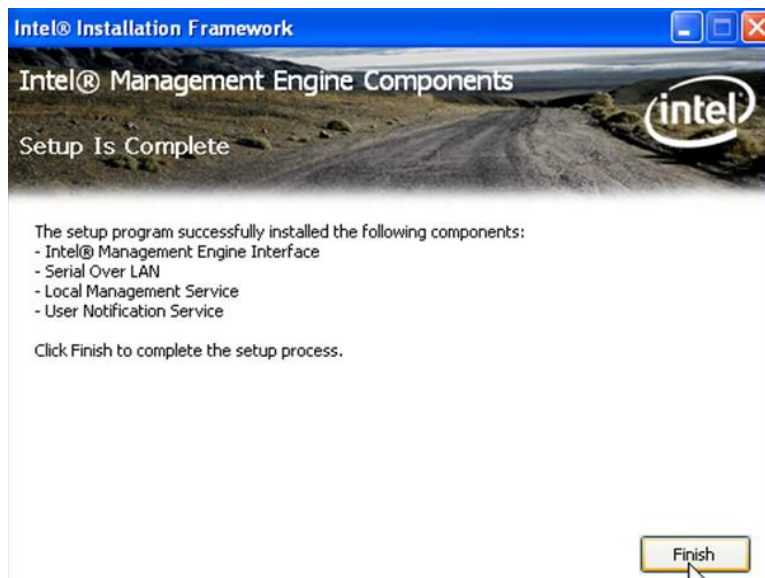 Intel® Installation Framework
Intel® Management Engine Components
intel
Setup Is Complete
The setup program successfully installed the following components:
- Intel® Management Engine Interface
- Serial Over LAN
- Local Management Service
- User Notification Service
Click Finish to complete the setup process.
Finish